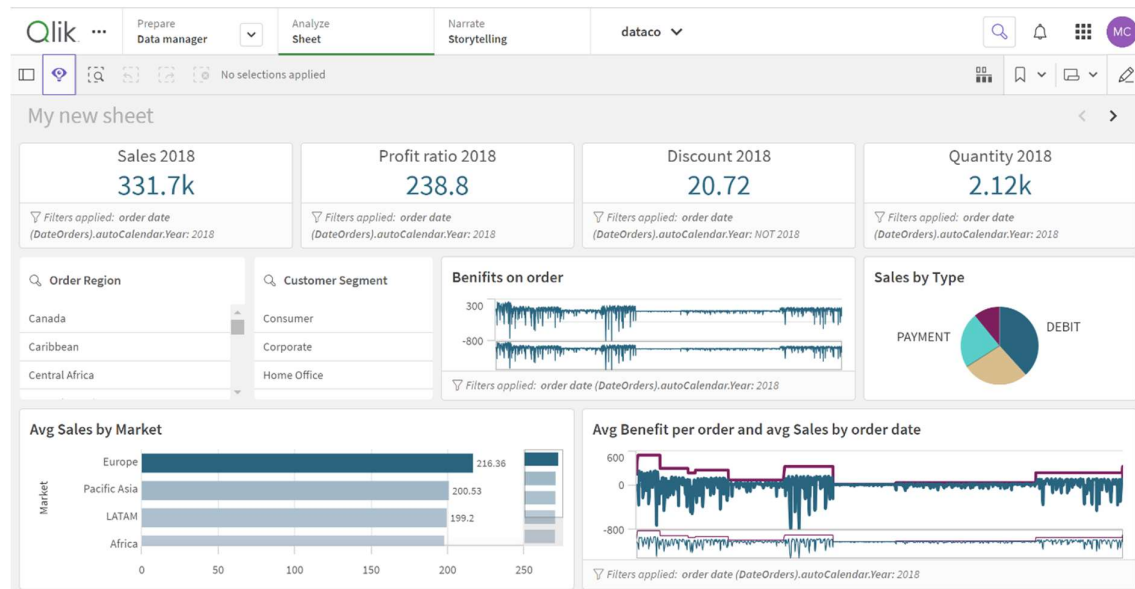 Qlik
Prepare
Data manager
Analyze
Sheet
Narrate
Storytelling
dataco
MC
No selections applied
My new sheet
Sales 2018
331.7k
Filters applied: order date
(DateOrders).autoCalendar.Year: 2018
Profit ratio 2018
238.8
Filters applied: order date
(DateOrders).autoCalendar.Year: 2018
Discount 2018
20.72
Filters applied: order date
(DateOrders).autoCalendar.Year: NOT 2018
Quantity 2018
2.12k
Filters applied: order date
(DateOrders).autoCalendar.Year: 2018
Order Region
Canada
Caribbean
Central Africa
Customer Segment
Consumer
Corporate
Home Office
Benifits on order
300
-800
Filters applied: order date (DateOrders).autoCalendar.Year: 2018
Sales by Type
PAYMENT
DEBIT
Avg Sales by Market
Market
Europe
216.36
Pacific Asia
200.53
LATAM
199.2
Africa
0 50 100 150 200 250
Avg Benefit per order and avg Sales by order date
600
0
-800
Filters applied: order date (DateOrders).autoCalendar.Year: 2018